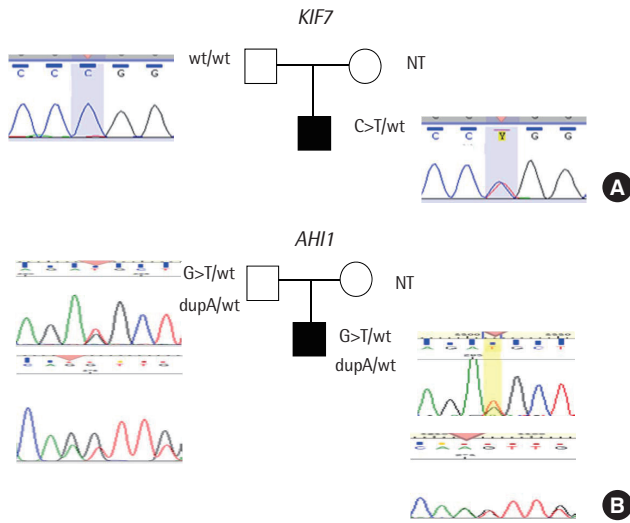 KIF7
wt/wt
NT
C C C G G
C>T/wt
C C Y G G
A
AHI1
G>T/wt
dupA/wt
NT
A G A T G C T
G>T/wt
dupA/wt
A G A T G C T
C A A G T T G
B